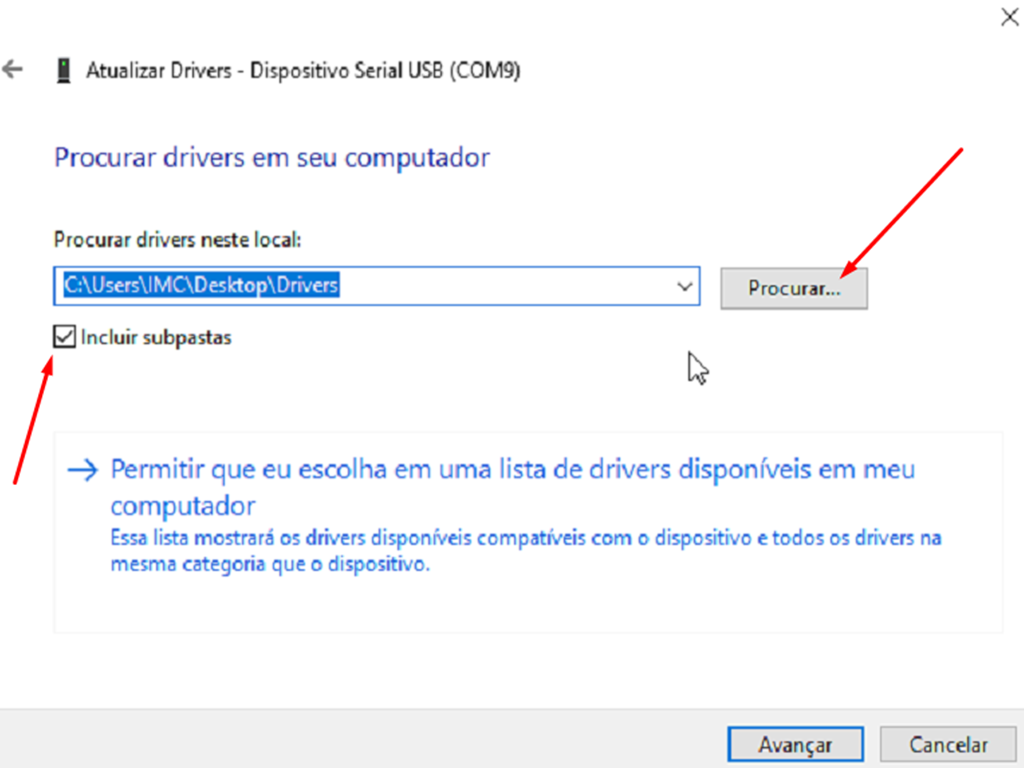 Atualizar Drivers - Dispositivo Serial USB (COM9)
Procurar drivers em seu computador
Procurar drivers neste local:
C:\Users\IMC\Desktop\Drivers
Procurar...
Incluir subpastas
Permitir que eu escolha em uma lista de drivers disponíveis em meu
computador
Essa lista mostrará os drivers disponíveis compatíveis com o dispositivo e todos os drivers na
mesma categoria que o dispositivo.
Avançar
Cancelar